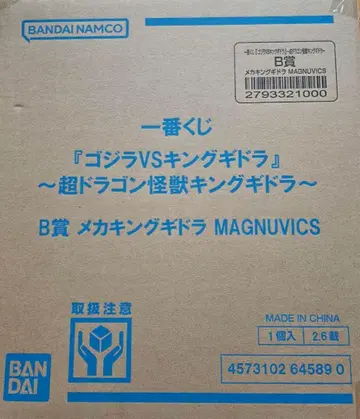 BANDAI NAMCO
B賞
メカキングギドラ MAGNUVICS
2793321000
一番くじ
『ゴジラVSキングギドラ』
～超ドラゴン怪獣キングギドラ～
B賞 メカキングギドラ MAGNUVICS
取扱注意
MADE IN CHINA
1個入
2.6載
BAN
DAI
4573102 64589 0